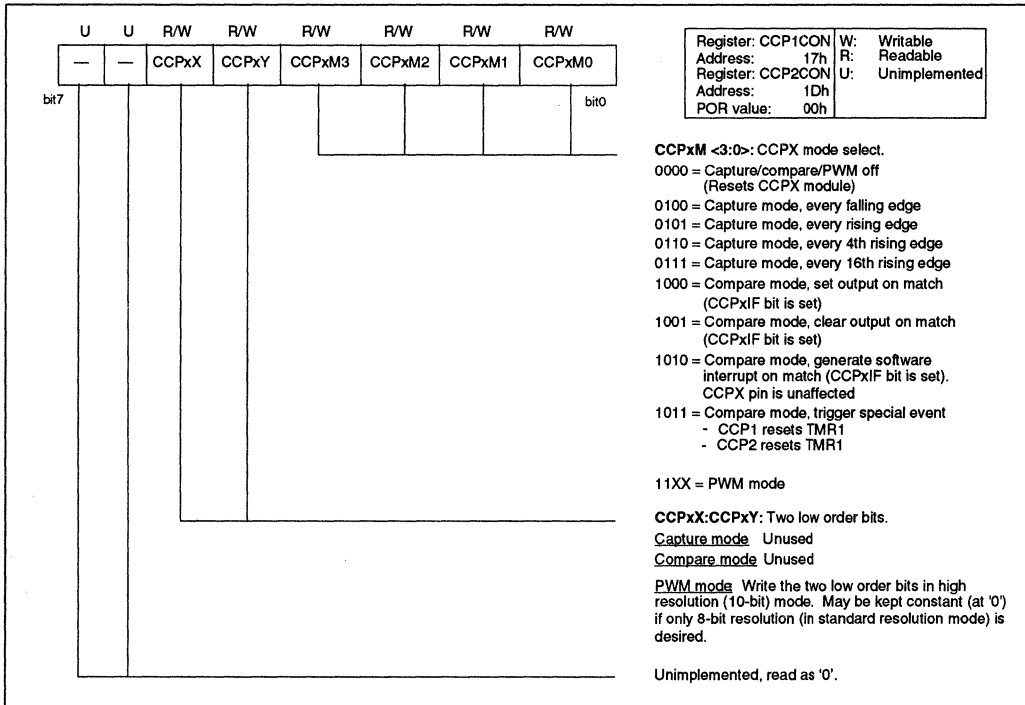 U U R/W R/W R/W R/W R/W R/W
— — CCPxX CCPxY CCPxM3 CCPxM2 CCPxM1 CCPxM0
bit7 bit0
Register: CCP1CON W: Writable
Address: 17h R: Readable
Register: CCP2CON U: Unimplemented
Address: 1Dh
POR value: 00h
CCPxM <3:0>: CCPX mode select.
0000 = Capture/compare/PWM off
(Resets CCPX module)
0100 = Capture mode, every falling edge
0101 = Capture mode, every rising edge
0110 = Capture mode, every 4th rising edge
0111 = Capture mode, every 16th rising edge
1000 = Compare mode, set output on match
(CCPxIF bit is set)
1001 = Compare mode, clear output on match
(CCPxIF bit is set)
1010 = Compare mode, generate software
interrupt on match (CCPxIF bit is set).
CCPX pin is unaffected
1011 = Compare mode, trigger special event
- CCP1 resets TMR1
- CCP2 resets TMR1
11XX = PWM mode
CCPxX:CCPxY: Two low order bits.
Capture mode Unused
Compare mode Unused
PWM mode Write the two low order bits in high
resolution (10-bit) mode. May be kept constant (at '0')
if only 8-bit resolution (in standard resolution mode) is
desired.
Unimplemented, read as '0'.